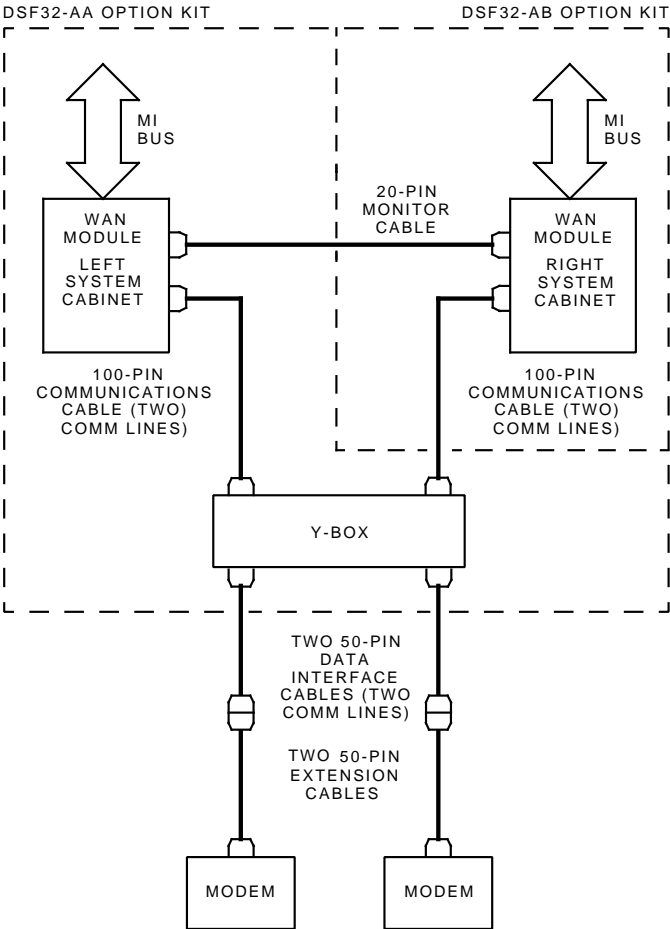 DSF32-AA OPTION KIT
DSF32-AB OPTION KIT
MI
BUS
MI
BUS
20-PIN
MONITOR
CABLE
WAN
MODULE
LEFT
SYSTEM
CABINET
WAN
MODULE
RIGHT
SYSTEM
CABINET
100-PIN
COMMUNICATIONS
CABLE (TWO)
COMM LINES)
100-PIN
COMMUNICATIONS
CABLE (TWO)
COMM LINES)
Y-BOX
TWO 50-PIN
DATA
INTERFACE
CABLES (TWO
COMM LINES)
TWO 50-PIN
EXTENSION
CABLES
MODEM
MODEM